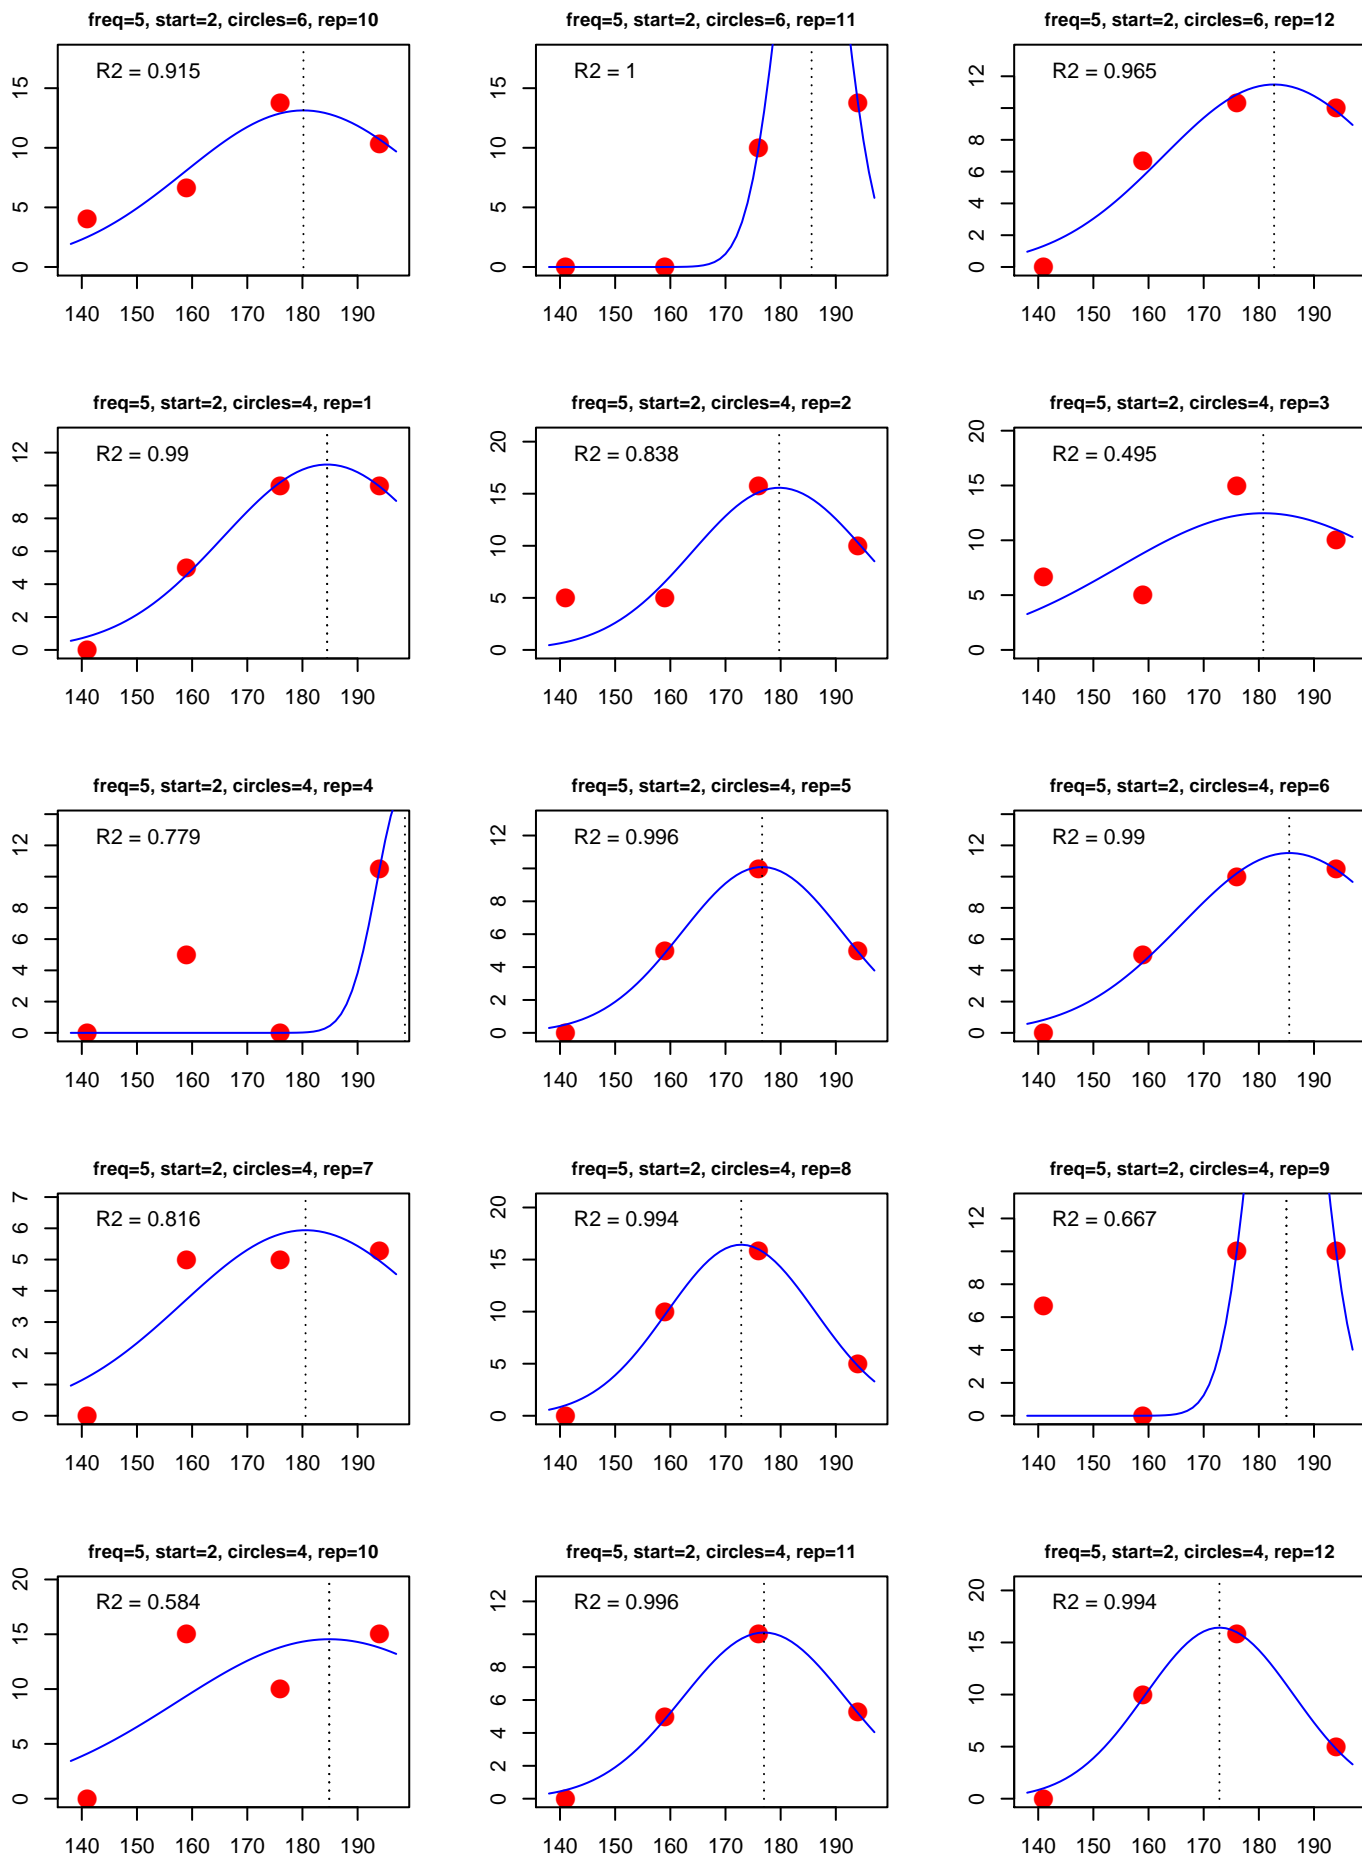 freq=5, start=2, circles=6, rep=10
R2 = 0.915
0 5 10 15
140 150 160 170 180 190
freq=5, start=2, circles=6, rep=11
R2 = 1
0 5 10 15
140 150 160 170 180 190
freq=5, start=2, circles=6, rep=12
R2 = 0.965
0 2 4 6 8 12
140 150 160 170 180 190
freq=5, start=2, circles=4, rep=1
R2 = 0.99
0 2 4 6 8 12
140 150 160 170 180 190
freq=5, start=2, circles=4, rep=2
R2 = 0.838
0 5 10 15 20
140 150 160 170 180 190
freq=5, start=2, circles=4, rep=3
R2 = 0.495
0 5 10 15 20
140 150 160 170 180 190
freq=5, start=2, circles=4, rep=4
R2 = 0.779
0 2 4 6 8 12
140 150 160 170 180 190
freq=5, start=2, circles=4, rep=5
R2 = 0.996
0 2 4 6 8 12
140 150 160 170 180 190
freq=5, start=2, circles=4, rep=6
R2 = 0.99
0 2 4 6 8 12
140 150 160 170 180 190
freq=5, start=2, circles=4, rep=7
R2 = 0.816
0 1 2 3 4 5 6 7
140 150 160 170 180 190
freq=5, start=2, circles=4, rep=8
R2 = 0.994
0 5 10 15 20
140 150 160 170 180 190
freq=5, start=2, circles=4, rep=9
R2 = 0.667
0 2 4 6 8 12
140 150 160 170 180 190
freq=5, start=2, circles=4, rep=10
R2 = 0.584
0 5 10 15 20
140 150 160 170 180 190
freq=5, start=2, circles=4, rep=11
R2 = 0.996
0 2 4 6 8 12
140 150 160 170 180 190
freq=5, start=2, circles=4, rep=12
R2 = 0.994
0 5 10 15 20
140 150 160 170 180 190